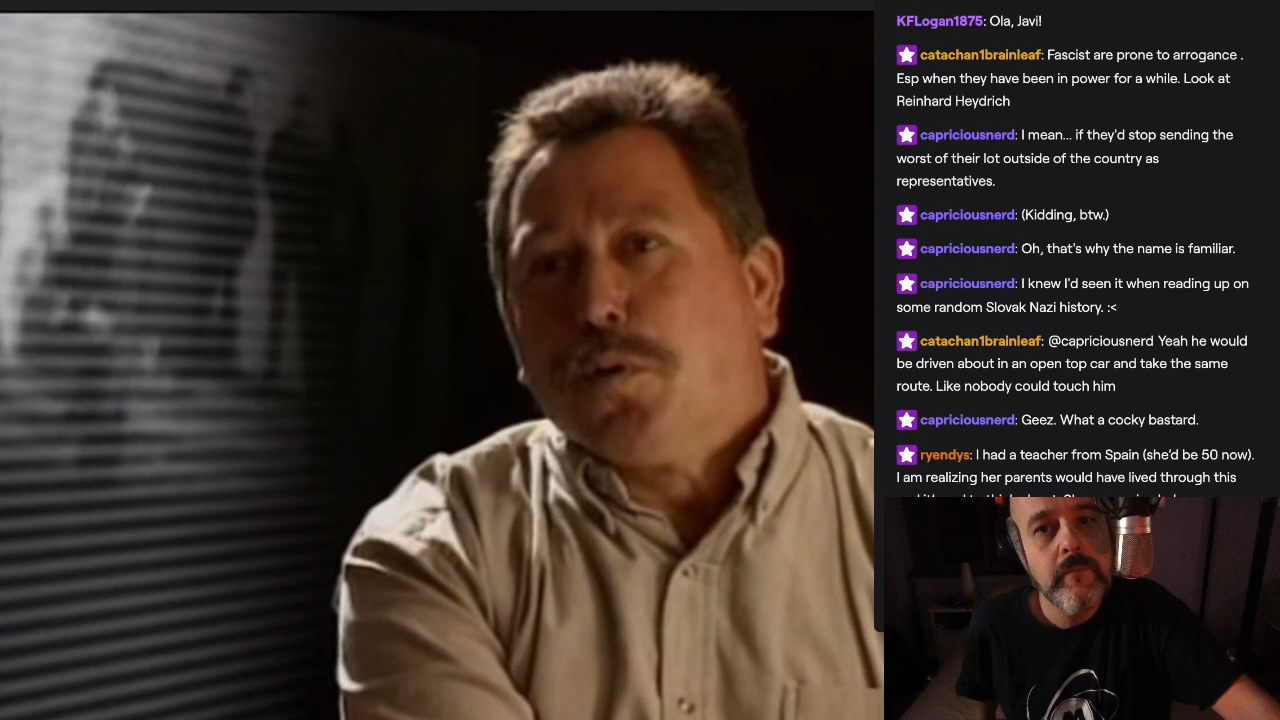 KFLogan1875: Ola, Javi!
catachan1brainleaf: Fascist are prone to arrogance .
Esp when they have been in power for a while. Look at
Reinhard Heydrich
capriciousnerd: I mean... if they'd stop sending the
worst of their lot outside of the country as
representatives.
capriciousnerd: (Kidding, btw.)
capriciousnerd: Oh, that's why the name is familiar.
capriciousnerd: I knew I'd seen it when reading up on
some random Slovak Nazi history. :<
catachan1brainleaf: @capriciousnerd Yeah he would
be driven about in an open top car and take the same
route. Like nobody could touch him
capriciousnerd: Geez. What a cocky bastard.
ryendys: I had a teacher from Spain (she'd be 50 now).
I am realizing her parents would have lived through this